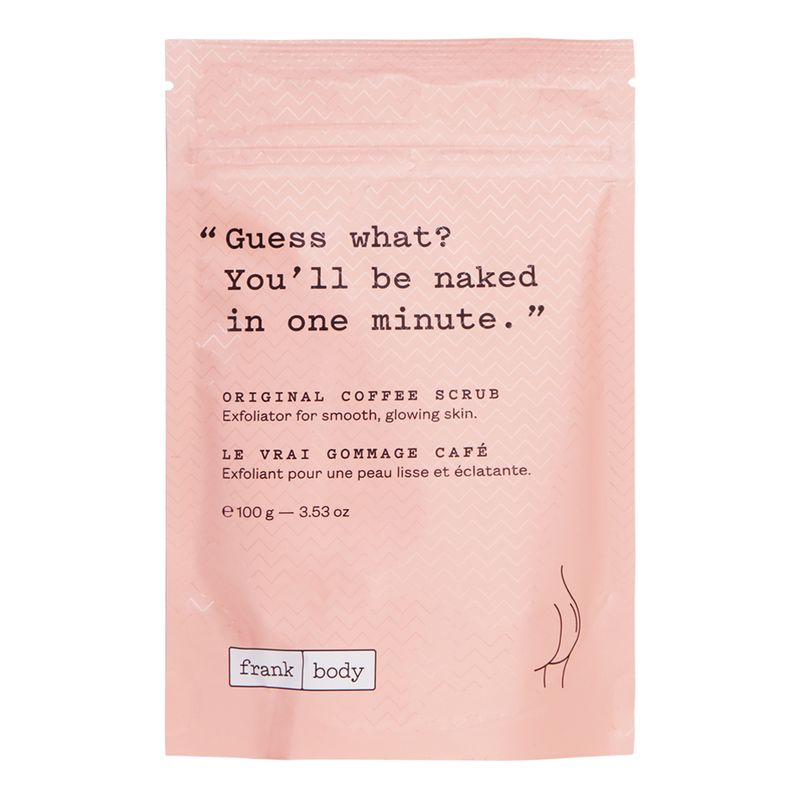 “Guess what?
You’ll be naked
in one minute.”
ORIGINAL COFFEE SCRUB
Exfoliator for smooth, glowing skin.
LE VRAI GOMMAGE CAFÉ
Exfoliant pour une peau lisse et éclatante.
℮ 100 g — 3.53 oz
frank body